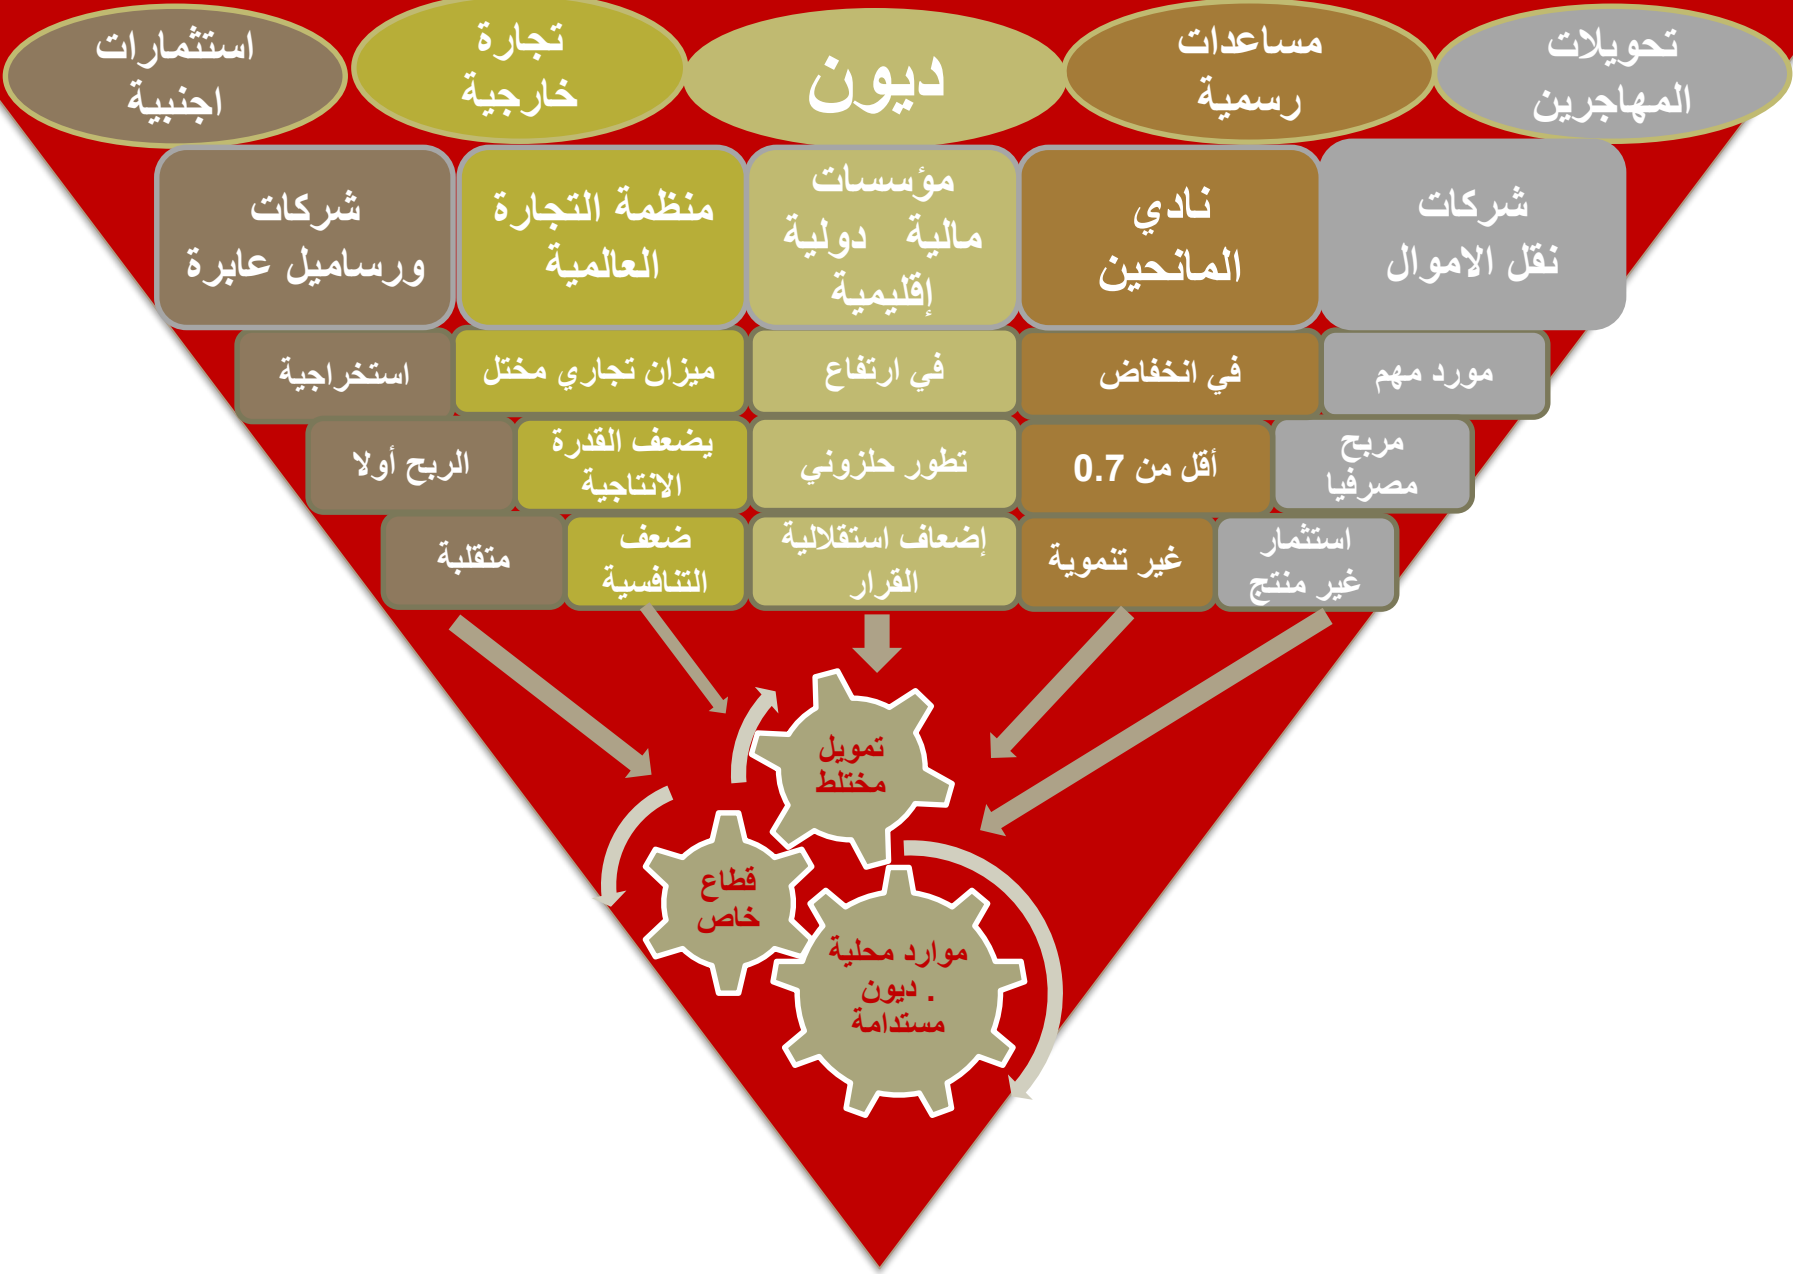 تحويلات
المهاجرين
مساعدات
رسمية
ديون
تجارة
خارجية
استثمارات
اجنبية
شركات
نقل الاموال
نادي
المانحين
مؤسسات
مالية دولية
إقليمية
منظمة التجارة
العالمية
شركات
ورساميل عابرة
مورد مهم
في انخفاض
في ارتفاع
ميزان تجاري مختل
استخراجية
مربح
مصرفيا
أقل من 0.7
تطور حلزوني
يضعف القدرة
الانتاجية
الربح أولا
استثمار
غير منتج
غير تنموية
إضعاف استقلالية
القرار
ضعف
التنافسية
متقلبة
تمويل
مختلط
قطاع
خاص
موارد محلية
. ديون
مستدامة